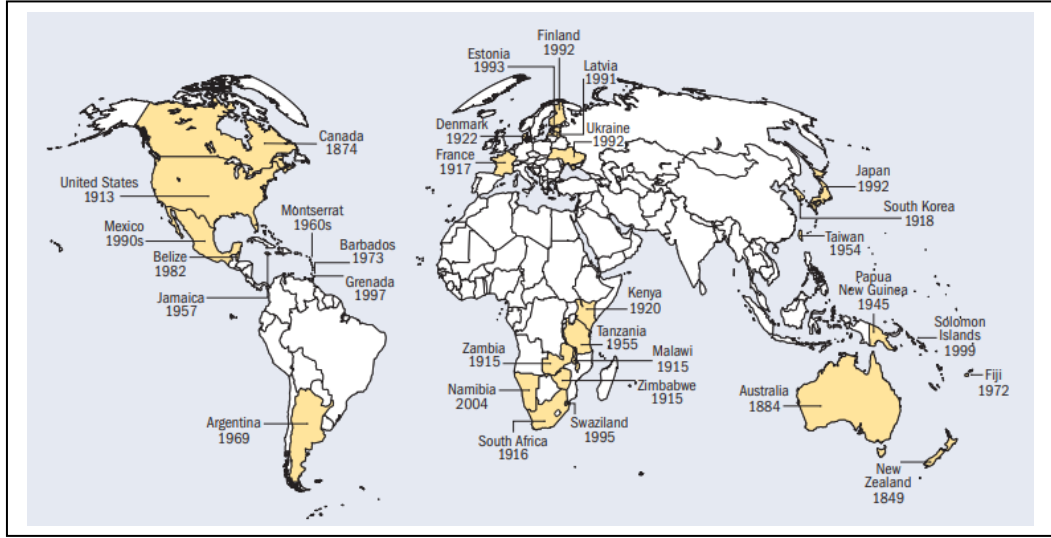 Finland
1992
Estonia
1993
Latvia
1991
Denmark
1922
Ukraine
1992
France
1917
Canada
1874
United States
1913
Mexico
1990s
Montserrat
1960s
Belize
1982
Barbados
1973
Grenada
1997
Jamaica
1957
Argentina
1969
Japan
1992
South Korea
1918
Taiwan
1954
Papua
New Guinea
1945
Solomon
Islands
1999
Fiji
1972
Kenya
1920
Tanzania
1955
Zambia
1915
Malawi
1915
Namibia
2004
Zimbabwe
1915
Swaziland
1995
South Africa
1916
Australia
1884
New
Zealand
1849